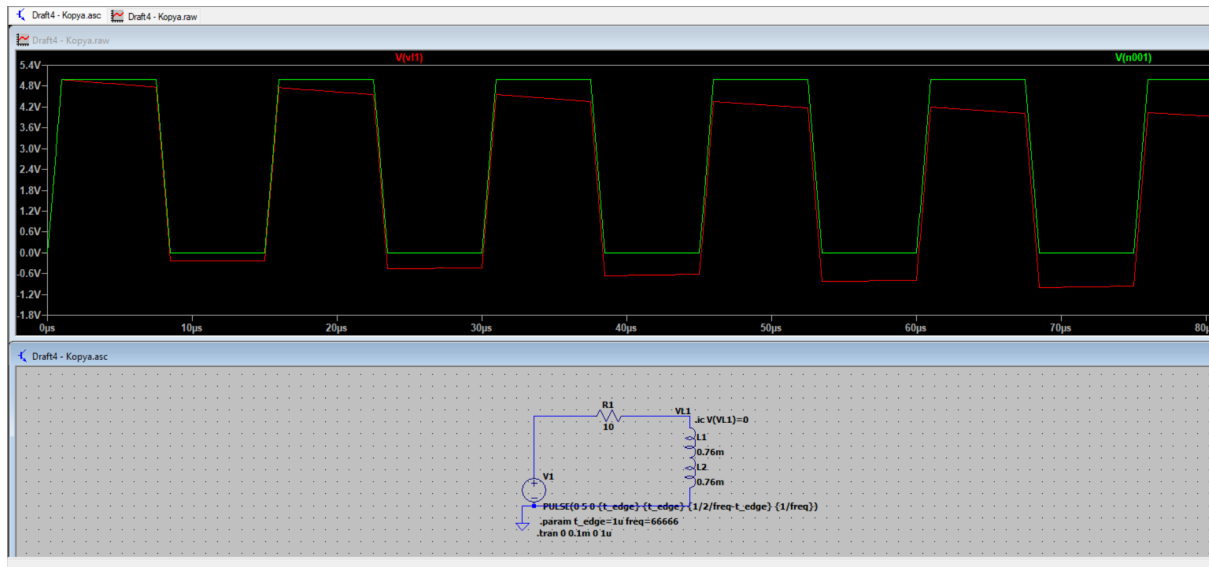 Draft4 - Kopya.asc Draft4 - Kopya.raw
Draft4 - Kopya.raw
V(vl1) V(n001)
5.4V
4.8V
4.2V
3.6V
3.0V
2.4V
1.8V
1.2V
0.6V
0.0V
-0.6V
-1.2V
-1.8V
0µs 10µs 20µs 30µs 40µs 50µs 60µs 70µs 80µ
Draft4 - Kopya.asc
R1
10
VL1
.ic V(VL1)=0
L1
0.76m
L2
0.76m
V1
PULSE(0 5 0 {t_edge} {t_edge} {1/2/freq-t_edge} {1/freq})
.param t_edge=1u freq=66666
.tran 0 0.1m 0 1u